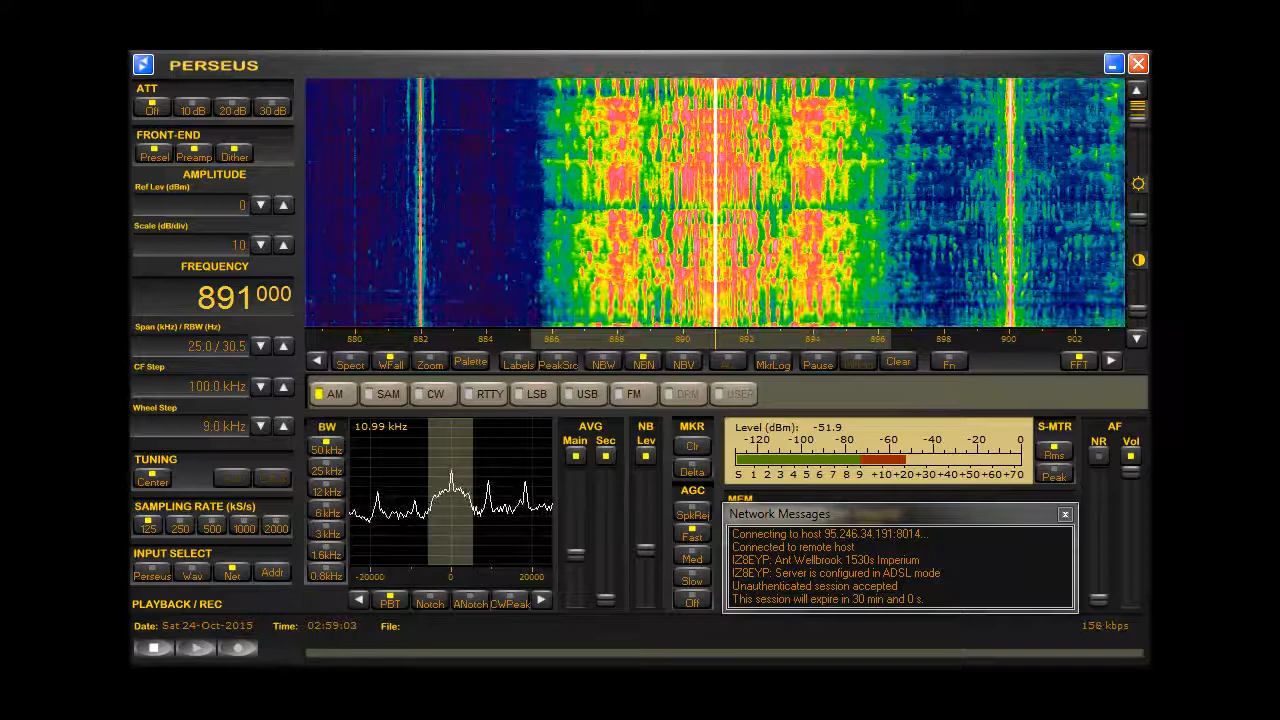 PERSEUS
ATT
Off 10 dB 20 dB 30 dB
FRONT-END
Presel Preamp Dither
AMPLITUDE
Ref Lev (dBm)
0
Scale (dB/div)
10
FREQUENCY
891 000
Span (kHz) / RBW (Hz)
25.0 / 30.5
CF Step
100.0 kHz
Wheel Step
9.0 kHz
TUNING
Center
SAMPLING RATE (kS/s)
125 250 500 1000 2000
INPUT SELECT
Perseus Wav Net Addr
PLAYBACK / REC
880 882 884 886 888 890 892 894 896 898 900 902
Spect WFall Zoom Palette Labels PeakSrc NBW NBN NBV MkrLog Pause Clear Fn FFT
AM SAM CW RTTY LSB USB FM DRM USER
BW
50 kHz
25 kHz
12 kHz
6 kHz
3 kHz
1.6kHz
0.8kHz
10.99 kHz
-20000 0 20000
PBT Notch ANotch CWPeak
AVG
Main Sec
NB
Lev
MKR
Clr
Delta
AGC
SpkRej
Fast
Med
Slow
Off
Level (dBm): -51.9
-120 -100 -80 -60 -40 -20 0
S 1 2 3 4 5 6 7 8 9 +10 +20 +30 +40 +50 +60 +70
S-MTR
Rms
Peak
AF
NR Vol
MEM
Network Messages
Connecting to host 95.246.34.191:8014...
Connected to remote host
IZ8EYP: Ant Wellbrook 1530s Imperium
IZ8EYP: Server is configured in ADSL mode
Unauthenticated session accepted
This session will expire in 30 min and 0 s.
Date: Sat 24-Oct-2015 Time: 02:59:03 File: 156 kbps